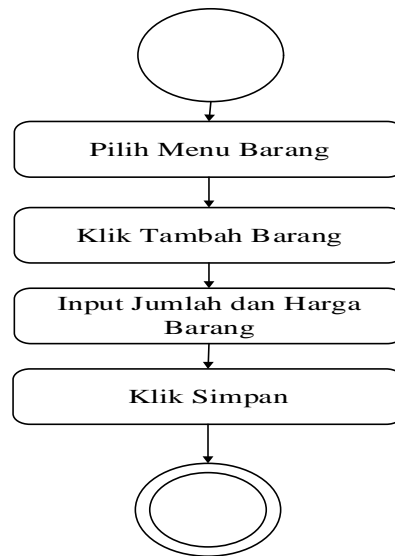 Pilih Menu Barang
Klik Tambah Barang
Input Jumlah dan Harga
Barang
Klik Simpan